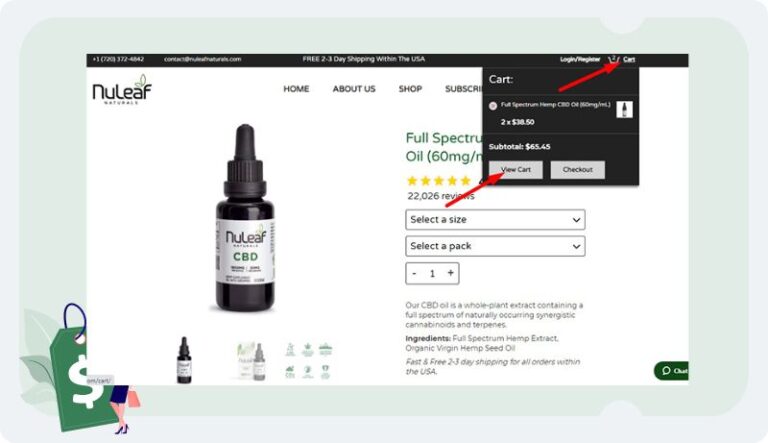 +1 (720) 372-4842 contact@nuleafnaturals.com FREE 2-3 Day Shipping Within The USA Login/Register 2 / Cart
NuLeaf
NATURALS
HOME ABOUT US SHOP SUBSCRI
Cart:
Full Spectrum Hemp CBD Oil (60mg/mL)
2 x $38.50
Subtotal: $65.45
View Cart Checkout
Full Spectru
Oil (60mg/m
22,026 reviews
Select a size
Select a pack
- 1 +
NuLeaf
NATURALS
CBD
Our CBD oil is a whole-plant extract containing a
full spectrum of naturally occurring synergistic
cannabinoids and terpenes.
Ingredients: Full Spectrum Hemp Extract,
Organic Virgin Hemp Seed Oil
Fast & Free 2-3 day shipping for all orders within
the USA.
NuLeaf
Chat
$
om/cart/